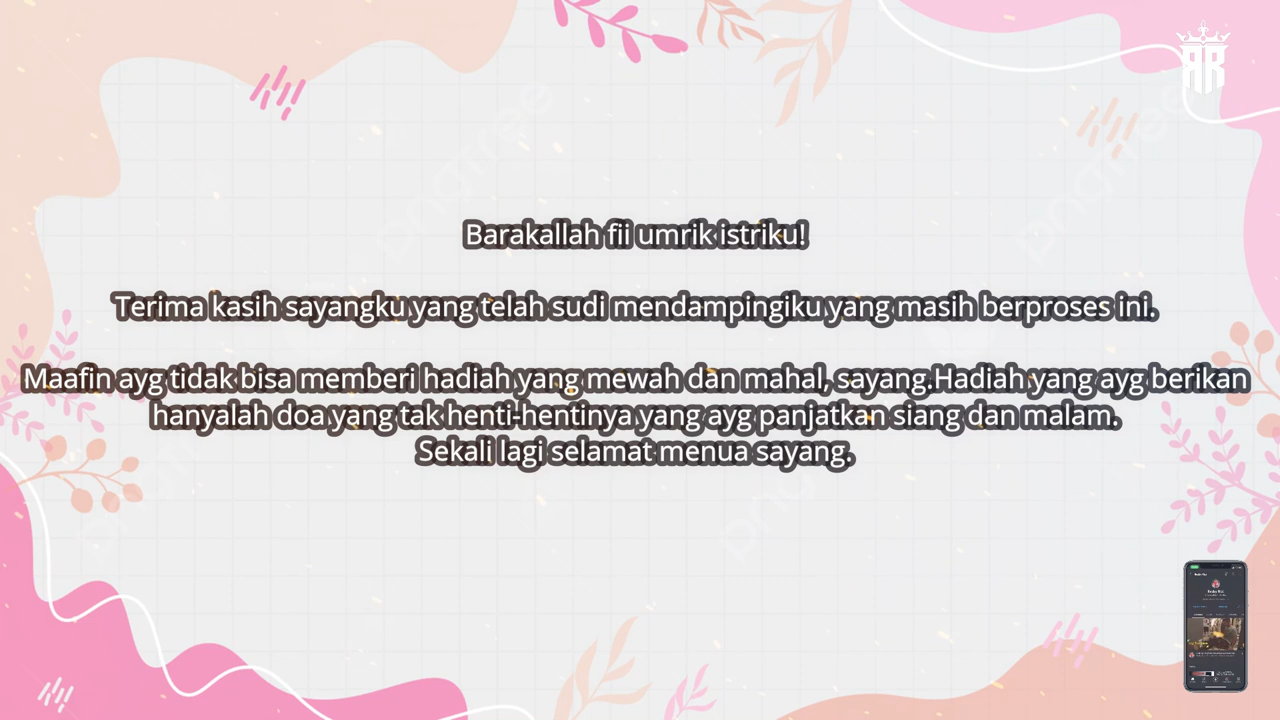 Barakallah fii umrik istriku!
Terima kasih sayangku yang telah sudi mendampingiku yang masih berproses ini.
Maafin ayg tidak bisa memberi hadiah yang mewah dan mahal, sayang.Hadiah yang ayg berikan
hanyalah doa yang tak henti-hentinya yang ayg panjatkan siang dan malam.
Sekali lagi selamat menua sayang.